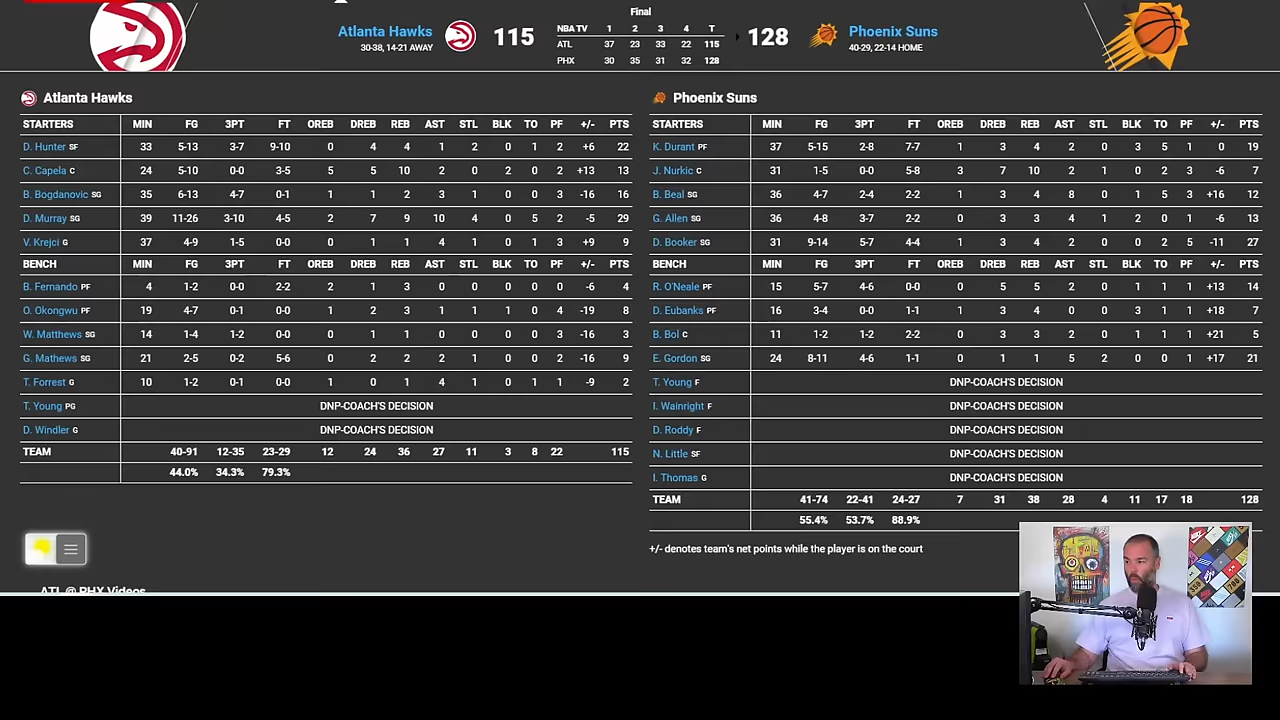 Final
Atlanta Hawks 115 NBA TV 1 2 3 4 T 128 Phoenix Suns
30-38, 14-21 AWAY ATL 37 23 33 22 115 40-29, 22-14 HOME
PHX 30 35 31 32 128
Atlanta Hawks
STARTERS MIN FG 3PT FT OREB DREB REB AST STL BLK TO PF +/- PTS
D. Hunter SF 33 5-13 3-7 9-10 0 4 4 1 2 0 1 2 +6 22
C. Capela C 24 5-10 0-0 3-5 5 5 10 2 0 2 0 2 +13 13
B. Bogdanovic SG 35 6-13 4-7 0-1 1 1 2 3 1 0 0 3 -16 16
D. Murray SG 39 11-26 3-10 4-5 2 7 9 10 4 0 5 2 -5 29
V. Krejci G 37 4-9 1-5 0-0 0 1 1 4 1 0 1 3 +9 9
BENCH MIN FG 3PT FT OREB DREB REB AST STL BLK TO PF +/- PTS
B. Fernando PF 4 1-2 0-0 2-2 2 1 3 0 0 0 0 0 -6 4
O. Okongwu PF 19 4-7 0-1 0-0 1 2 3 1 1 1 0 4 -19 8
W. Matthews SG 14 1-4 1-2 0-0 0 1 1 0 0 0 0 3 -16 3
G. Mathews SG 21 2-5 0-2 5-6 0 2 2 2 1 0 0 2 -16 9
T. Forrest G 10 1-2 0-1 0-0 1 0 1 4 1 0 1 1 -9 2
T. Young PG DNP-COACH'S DECISION
D. Windler G DNP-COACH'S DECISION
TEAM 40-91 12-35 23-29 12 24 36 27 11 3 8 22 115
44.0% 34.3% 79.3%
Phoenix Suns
STARTERS MIN FG 3PT FT OREB DREB REB AST STL BLK TO PF +/- PTS
K. Durant PF 37 5-15 2-8 7-7 1 3 4 2 0 3 5 1 0 19
J. Nurkic C 31 1-5 0-0 5-8 3 7 10 2 1 0 2 3 -6 7
B. Beal SG 36 4-7 2-4 2-2 1 3 4 8 0 1 5 3 +16 12
G. Allen SG 36 4-8 3-7 2-2 0 3 3 4 1 2 0 1 -6 13
D. Booker SG 31 9-14 5-7 4-4 1 3 4 2 0 0 2 5 -11 27
BENCH MIN FG 3PT FT OREB DREB REB AST STL BLK TO PF +/- PTS
R. O'Neale PF 15 5-7 4-6 0-0 0 5 5 2 0 1 1 1 +13 14
D. Eubanks PF 16 3-4 0-0 1-1 1 3 4 0 0 3 1 1 +18 7
B. Bol C 11 1-2 0-0 2-2 0 3 3 2 0 0 1 1 +21 5
E. Gordon SG 24 8-11 4-6 1-1 0 1 1 5 2 0 0 1 +17 21
T. Young F DNP-COACH'S DECISION
I. Wainright F DNP-COACH'S DECISION
D. Roddy F DNP-COACH'S DECISION
N. Little SF DNP-COACH'S DECISION
I. Thomas G DNP-COACH'S DECISION
TEAM 41-74 22-41 24-27 7 31 38 28 4 11 17 18 128
55.4% 53.7% 88.9%
+/- denotes team's net points while the player is on the court
ATL @ PHX Videos